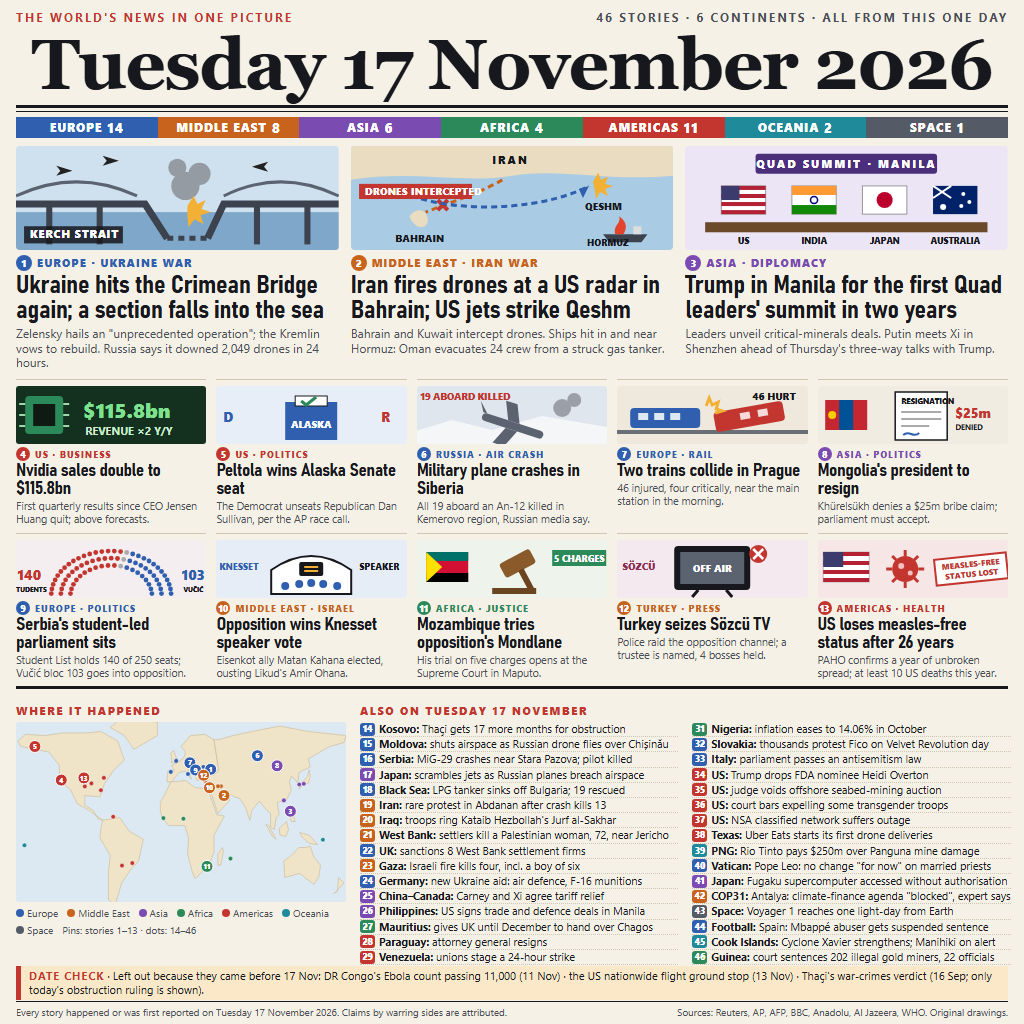 THE WORLD'S NEWS IN ONE PICTURE
46 STORIES · 6 CONTINENTS · ALL FROM THIS ONE DAY
Tuesday 17 November 2026
EUROPE 14
MIDDLE EAST 8
ASIA 6
AFRICA 4
AMERICAS 11
OCEANIA 2
SPACE 1
KERCH STRAIT
1 EUROPE · UKRAINE WAR
Ukraine hits the Crimean Bridge
again; a section falls into the sea
Zelensky hails an "unprecedented operation"; the Kremlin
vows to rebuild. Russia says it downed 2,049 drones in 24
hours.
IRAN
DRONES INTERCEPTED
QESHM
BAHRAIN
HORMUZ
2 MIDDLE EAST · IRAN WAR
Iran fires drones at a US radar in
Bahrain; US jets strike Qeshm
Bahrain and Kuwait intercept drones. Ships hit in and near
Hormuz: Oman evacuates 24 crew from a struck gas tanker.
QUAD SUMMIT · MANILA
US
INDIA
JAPAN
AUSTRALIA
3 ASIA · DIPLOMACY
Trump in Manila for the first Quad
leaders' summit in two years
Leaders unveil critical-minerals deals. Putin meets Xi in
Shenzhen ahead of Thursday's three-way talks with Trump.
$115.8bn
REVENUE ×2 Y/Y
4 US · BUSINESS
Nvidia sales double to
$115.8bn
First quarterly results since CEO Jensen
Huang quit; above forecasts.
D
ALASKA
R
5 US · POLITICS
Peltola wins Alaska Senate
seat
The Democrat unseats Republican Dan
Sullivan, per the AP race call.
19 ABOARD KILLED
6 RUSSIA · AIR CRASH
Military plane crashes in
Siberia
All 19 aboard an An-12 killed in
Kemerovo region, Russian media say.
46 HURT
7 EUROPE · RAIL
Two trains collide in Prague
46 injured, four critically, near the main
station in the morning.
RESIGNATION
$25m
DENIED
8 ASIA · POLITICS
Mongolia's president to
resign
Khürelsükh denies a $25m bribe claim;
parliament must accept.
140
TUDENTS
103
VUČIĆ
9 EUROPE · POLITICS
Serbia's student-led
parliament sits
Student List holds 140 of 250 seats;
Vučić bloc 103 goes into opposition.
KNESSET
SPEAKER
10 MIDDLE EAST · ISRAEL
Opposition wins Knesset
speaker vote
Eisenkot ally Matan Kahana elected,
ousting Likud's Amir Ohana.
5 CHARGES
11 AFRICA · JUSTICE
Mozambique tries
opposition's Mondlane
His trial on five charges opens at the
Supreme Court in Maputo.
SÖZCÜ
OFF AIR
12 TURKEY · PRESS
Turkey seizes Sözcü TV
Police raid the opposition channel; a
trustee is named, 4 bosses held.
MEASLES-FREE
STATUS LOST
13 AMERICAS · HEALTH
US loses measles-free
status after 26 years
PAHO confirms a year of unbroken
spread; at least 10 US deaths this year.
WHERE IT HAPPENED
5
4
13
7
9
1
12
10
2
6
8
3
11
Europe Middle East Asia Africa Americas Oceania
Space Pins: stories 1–13 · dots: 14–46
ALSO ON TUESDAY 17 NOVEMBER
14 Kosovo: Thaçi gets 17 more months for obstruction
15 Moldova: shuts airspace as Russian drone flies over Chișinău
16 Serbia: MiG-29 crashes near Stara Pazova; pilot killed
17 Japan: scrambles jets as Russian planes breach airspace
18 Black Sea: LPG tanker sinks off Bulgaria; 19 rescued
19 Iran: rare protest in Abdanan after crash kills 13
20 Iraq: troops ring Kataib Hezbollah's Jurf al-Sakhar
21 West Bank: settlers kill a Palestinian woman, 72, near Jericho
22 UK: sanctions 8 West Bank settlement firms
23 Gaza: Israeli fire kills four, incl. a boy of six
24 Germany: new Ukraine aid: air defence, F-16 munitions
25 China–Canada: Carney and Xi agree tariff relief
26 Philippines: US signs trade and defence deals in Manila
27 Mauritius: gives UK until December to hand over Chagos
28 Paraguay: attorney general resigns
29 Venezuela: unions stage a 24-hour strike
31 Nigeria: inflation eases to 14.06% in October
32 Slovakia: thousands protest Fico on Velvet Revolution day
33 Italy: parliament passes an antisemitism law
34 US: Trump drops FDA nominee Heidi Overton
35 US: judge voids offshore seabed-mining auction
36 US: court bars expelling some transgender troops
37 US: NSA classified network suffers outage
38 Texas: Uber Eats starts its first drone deliveries
39 PNG: Rio Tinto pays $250m over Panguna mine damage
40 Vatican: Pope Leo: no change "for now" on married priests
41 Japan: Fugaku supercomputer accessed without authorisation
42 COP31: Antalya: climate-finance agenda "blocked", expert says
43 Space: Voyager 1 reaches one light-day from Earth
44 Football: Spain: Mbappé abuser gets suspended sentence
45 Cook Islands: Cyclone Xavier strengthens; Manihiki on alert
46 Guinea: court sentences 202 illegal gold miners, 22 officials
DATE CHECK · Left out because they came before 17 Nov: DR Congo's Ebola count passing 11,000 (11 Nov) · the US nationwide flight ground stop (13 Nov) · Thaçi's war-crimes verdict (16 Sep; only
today's obstruction ruling is shown).
Every story happened or was first reported on Tuesday 17 November 2026. Claims by warring sides are attributed.
Sources: Reuters, AP, AFP, BBC, Anadolu, Al Jazeera, WHO. Original drawings.